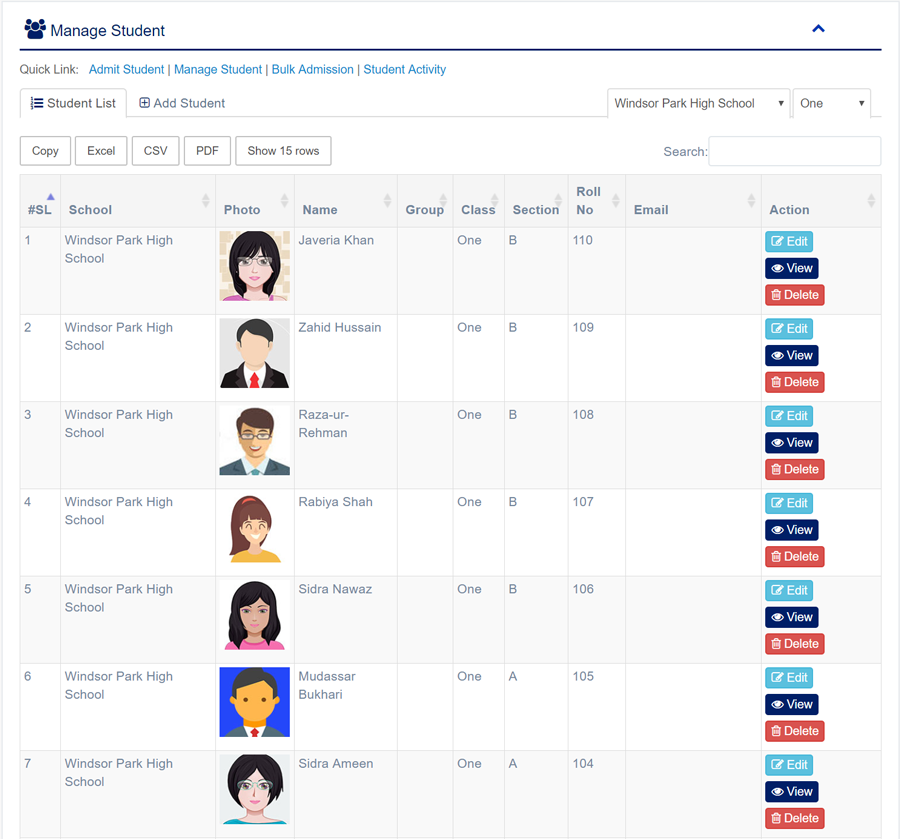 Manage Student
Quick Link: Admit Student | Manage Student | Bulk Admission | Student Activity
Student List Add Student Windsor Park High School One
Copy Excel CSV PDF Show 15 rows Search:
#SL School Photo Name Group Class Section Roll No Email Action
1 Windsor Park High School Javeria Khan One B 110 Edit
View
Delete
2 Windsor Park High School Zahid Hussain One B 109 Edit
View
Delete
3 Windsor Park High School Raza-ur-Rehman One B 108 Edit
View
Delete
4 Windsor Park High School Rabiya Shah One B 107 Edit
View
Delete
5 Windsor Park High School Sidra Nawaz One B 106 Edit
View
Delete
6 Windsor Park High School Mudassar Bukhari One A 105 Edit
View
Delete
7 Windsor Park High School Sidra Ameen One A 104 Edit
View
Delete